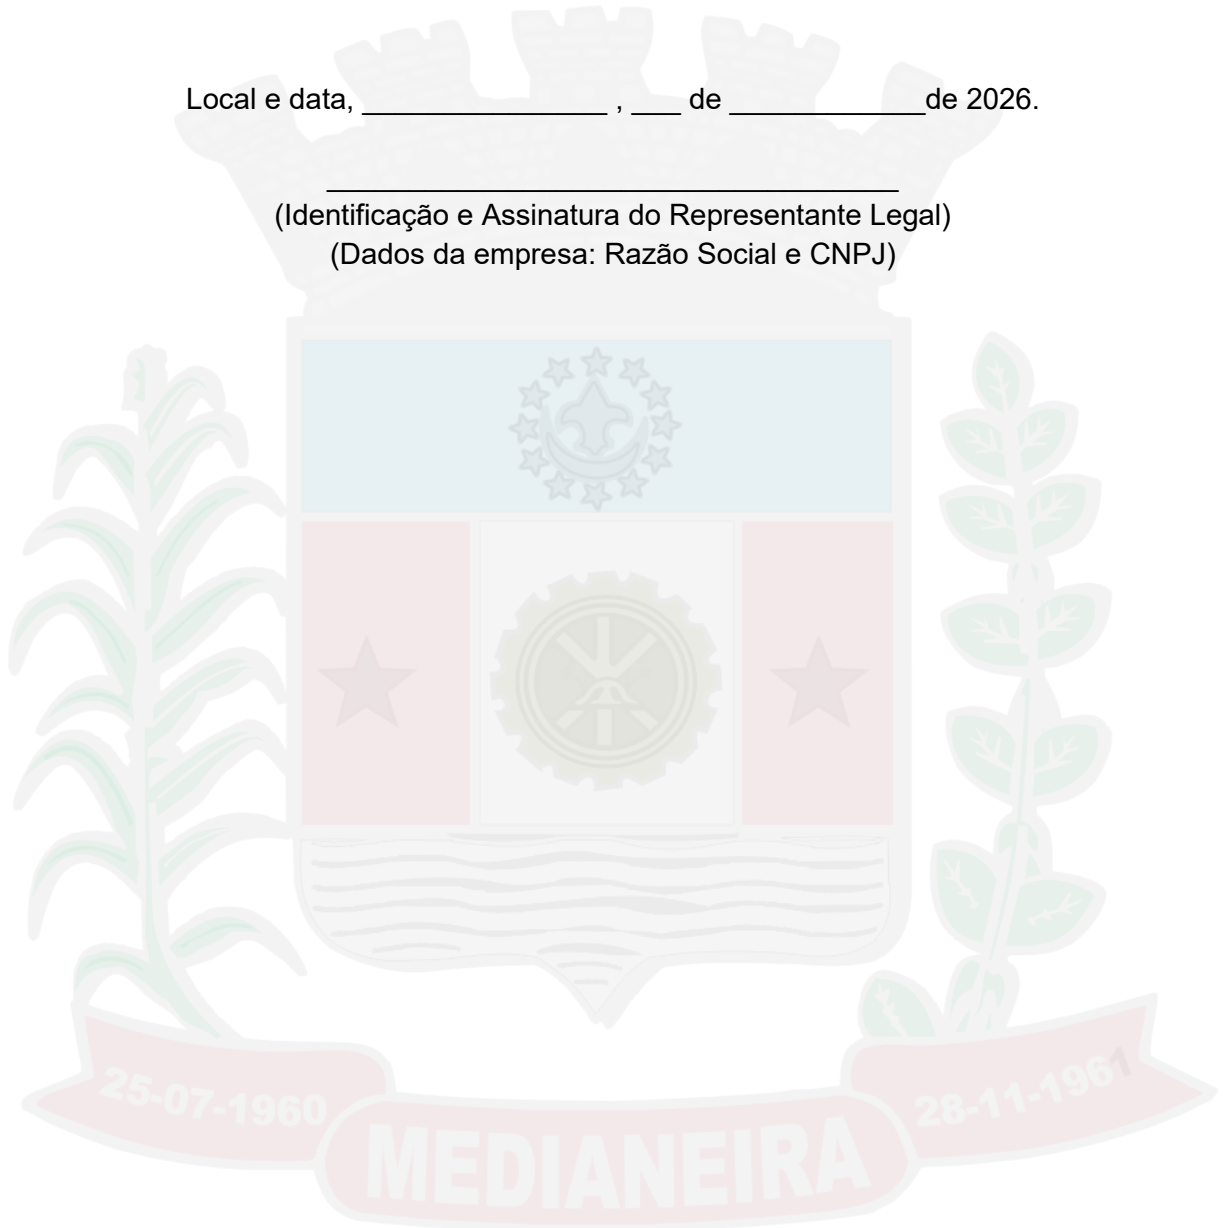 Local e data, _______________ , ___ de ____________de 2026.
___________________________________
(Identificação e Assinatura do Representante Legal)
(Dados da empresa: Razão Social e CNPJ)
25-07-1960
28-11-1961
MEDIANEIRA